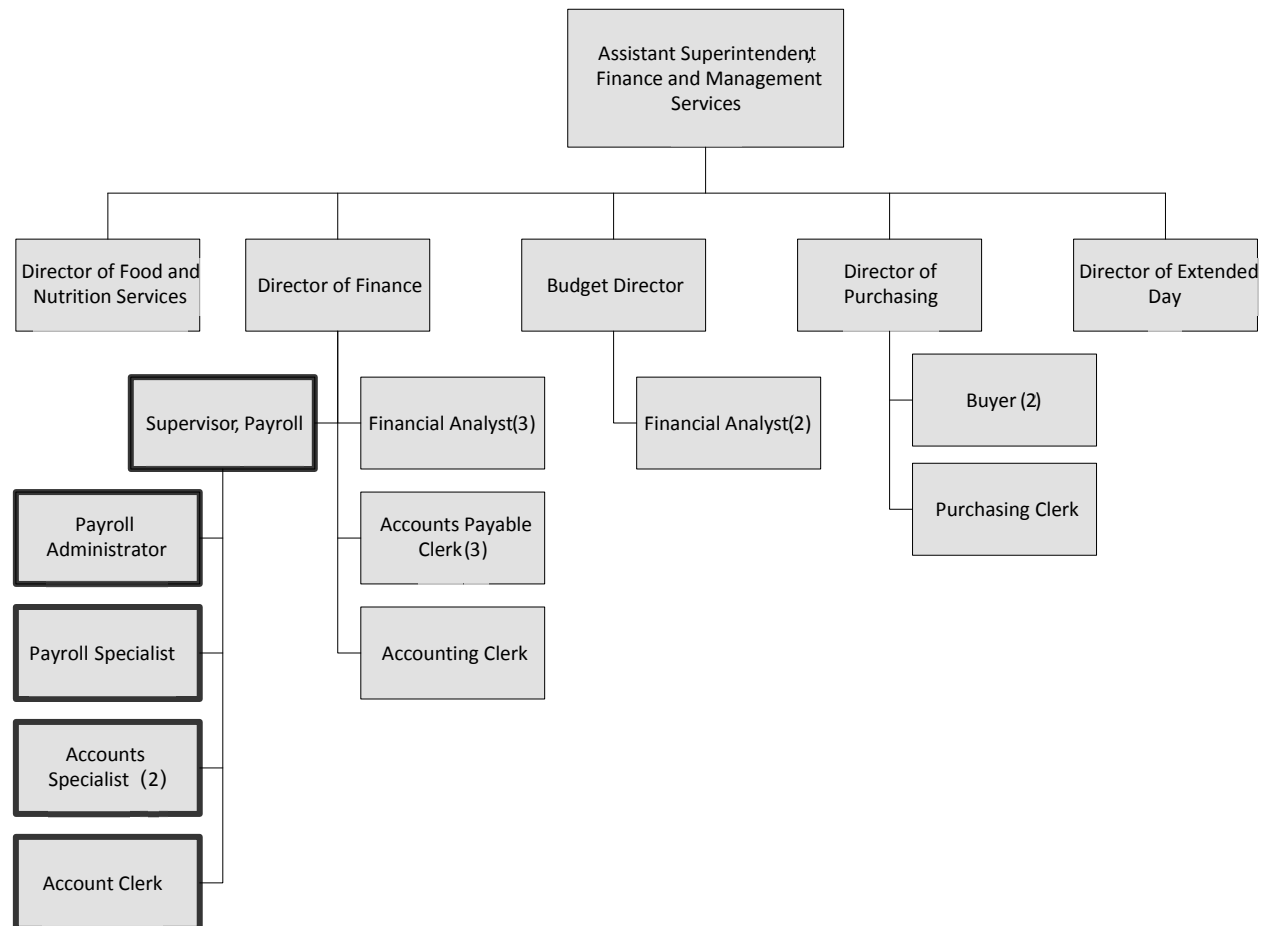 Assistant Superintendent,
Finance and Management
Services
Director of Food and
Nutrition Services
Director of Finance
Budget Director
Director of
Purchasing
Director of Extended
Day
Supervisor, Payroll
Financial Analyst(3)
Financial Analyst(2)
Buyer (2)
Payroll
Administrator
Accounts Payable
Clerk (3)
Purchasing Clerk
Payroll Specialist
Accounting Clerk
Accounts
Specialist (2)
Account Clerk